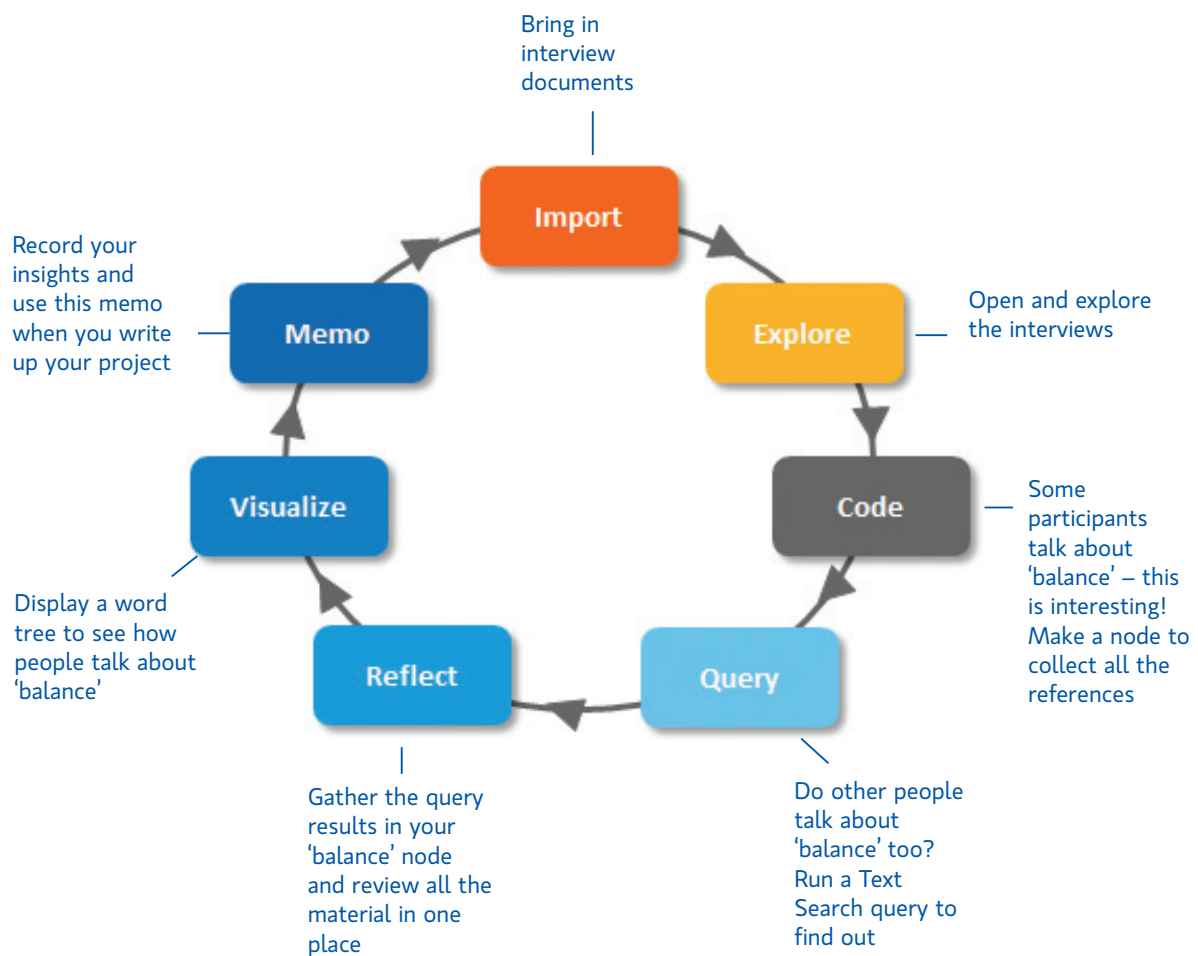 Bring in
interview
documents
Import
Explore
Open and explore
the interviews
Code
Some
participants
talk about
‘balance’ – this
is interesting!
Make a node to
collect all the
references
Query
Do other people
talk about
‘balance’ too?
Run a Text
Search query to
find out
Reflect
Gather the query
results in your
‘balance’ node
and review all the
material in one
place
Visualize
Display a word
tree to see how
people talk about
‘balance’
Memo
Record your
insights and
use this memo
when you write
up your project